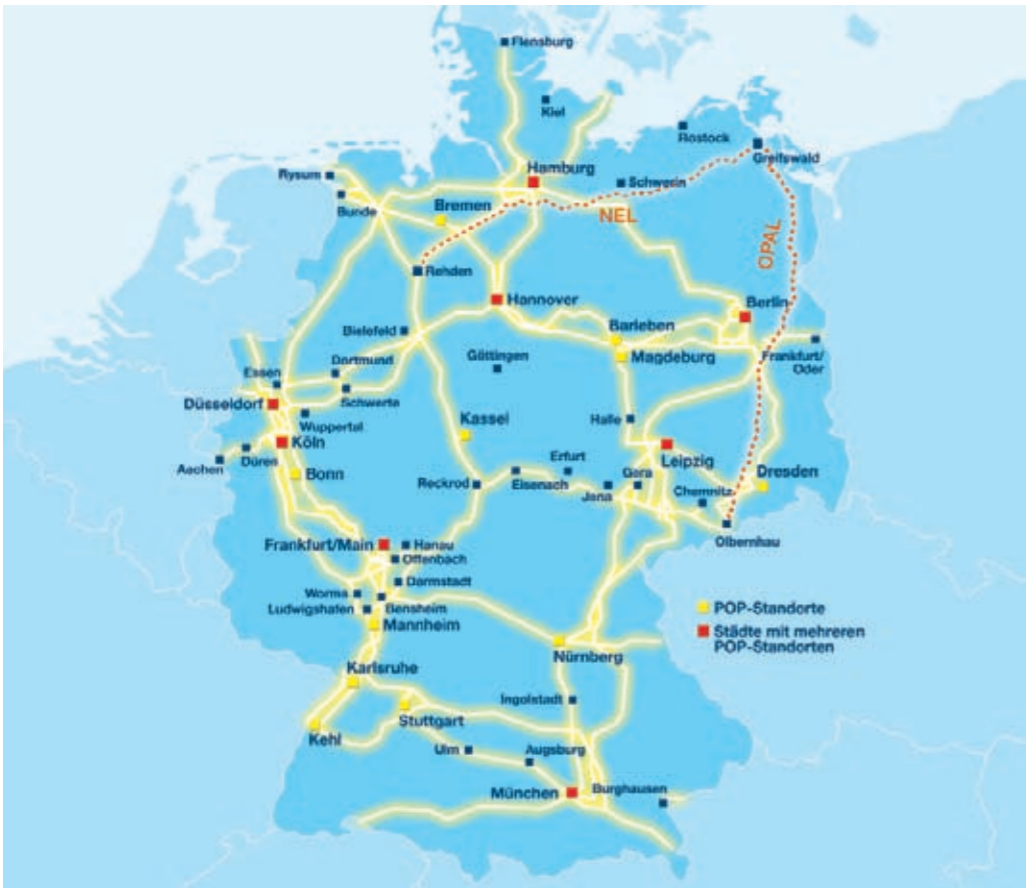 Flensburg
Kiel
Rostock
Greifswald
Hamburg
Rysum
Schwerin
Bunde
Bremen
NEL
OPAL
Rehden
Hannover
Berlin
Bielefeld
Barleben
Magdeburg
Göttingen
Dortmund
Frankfurt/
Oder
Essen
Düsseldorf
Schwerte
Wuppertal
Halle
Kassel
Köln
Düren
Aachen
Leipzig
Bonn
Erfurt
Gera
Dresden
Reckrod
Eisenach
Jena
Chemnitz
Olbernhau
Frankfurt/Main
Hanau
Offenbach
Darmstadt
Worms
Ludwigshafen
Bensheim
Mannheim
POP-Standorte
Städte mit mehreren
POP-Standorten
Nürnberg
Karlsruhe
Ingolstadt
Stuttgart
Kehl
Ulm
Augsburg
München
Burghausen